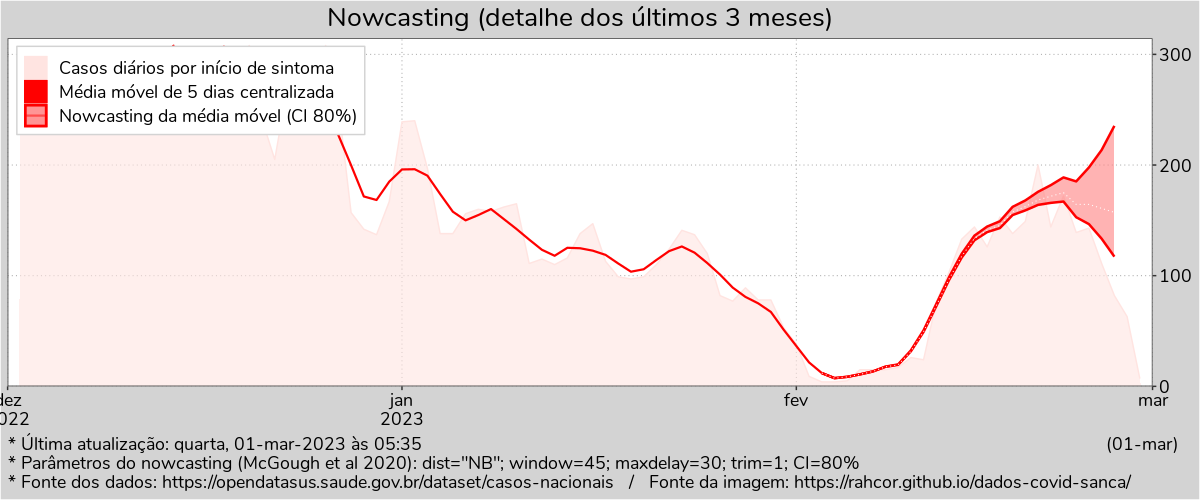 Nowcasting (detalhe dos últimos 3 meses)
Casos diários por início de sintoma
Média móvel de 5 dias centralizada
Nowcasting da média móvel (CI 80%)
300
200
100
0
dez
022
jan
2023
fev
mar
* Última atualização: quarta, 01-mar-2023 às 05:35
(01-mar)
* Parâmetros do nowcasting (McGough et al 2020): dist="NB"; window=45; maxdelay=30; trim=1; CI=80%
* Fonte dos dados: https://opendatasus.saude.gov.br/dataset/casos-nacionais / Fonte da imagem: https://rahcor.github.io/dados-covid-sanca/